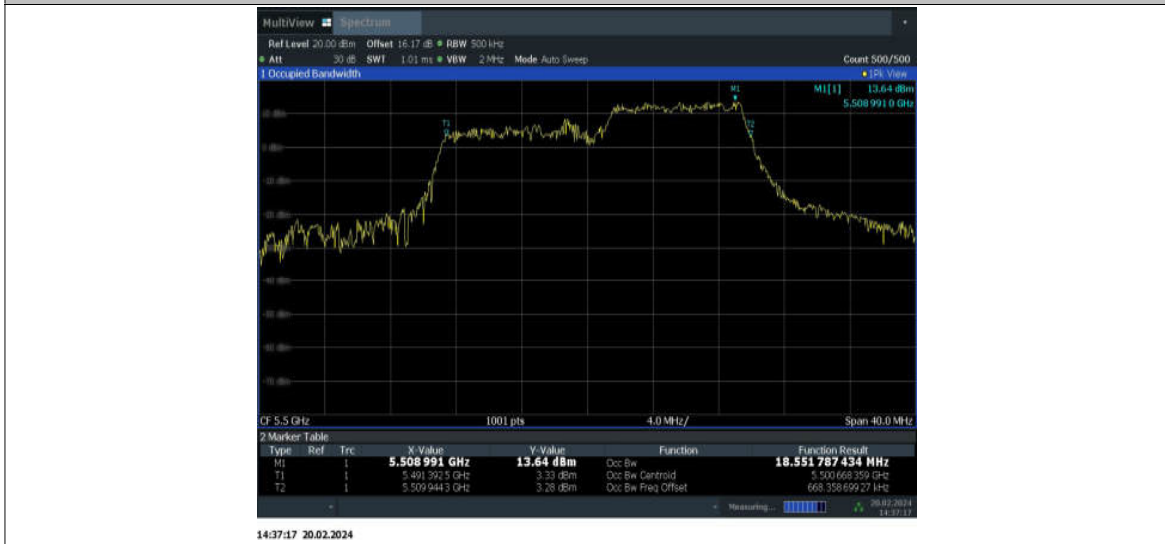 MultiView Spectrum
Ref Level 20.00 dBm Offset 16.17 dB RBW 500 kHz
Att 30 dB SWT 1.01 ms VBW 2 MHz Mode Auto Sweep Count 500/500
1 Occupied Bandwidth 1Pk View
M1 M1[1] 13.64 dBm
5.508 991 0 GHz
T1 T2
CF 5.5 GHz 1001 pts 4.0 MHz/ Span 40.0 MHz
2 Marker Table
Type Ref Trc X-Value Y-Value Function Function Result
M1 1 5.508 991 GHz 13.64 dBm Occ Bw 18.551 787 434 MHz
T1 1 5.491 392 5 GHz 3.33 dBm Occ Bw Centroid 5.500 668 359 GHz
T2 1 5.509 944 3 GHz 3.28 dBm Occ Bw Freq Offset 668.358 699 27 kHz
Measuring... 20.02.2024
14:37:17
14:37:17 20.02.2024